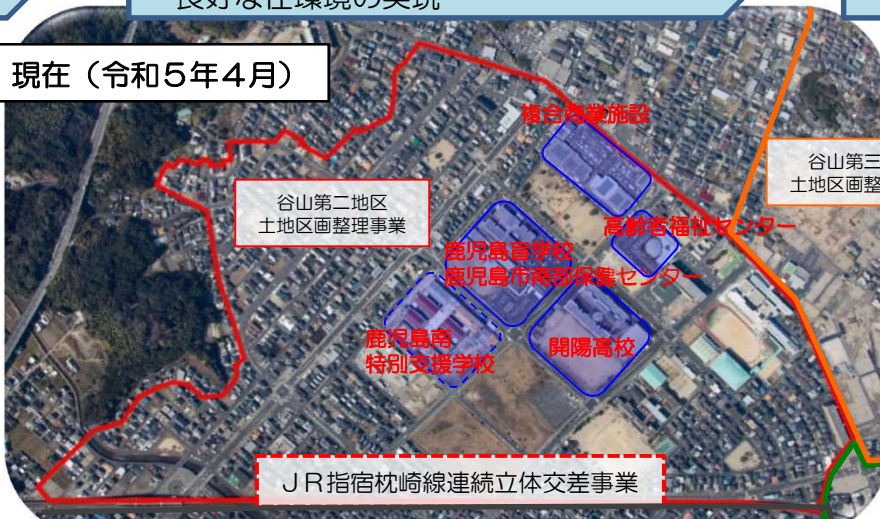 良好な住環境の実現
現在（令和５年４月）
複合商業施設
谷山第三
土地区画整
谷山第二地区
土地区画整理事業
高齢者福祉センター
鹿児島盲学校
鹿児島市南部保健センター
鹿児島南
特別支援学校
開陽高校
ＪＲ指宿枕崎線連続立体交差事業